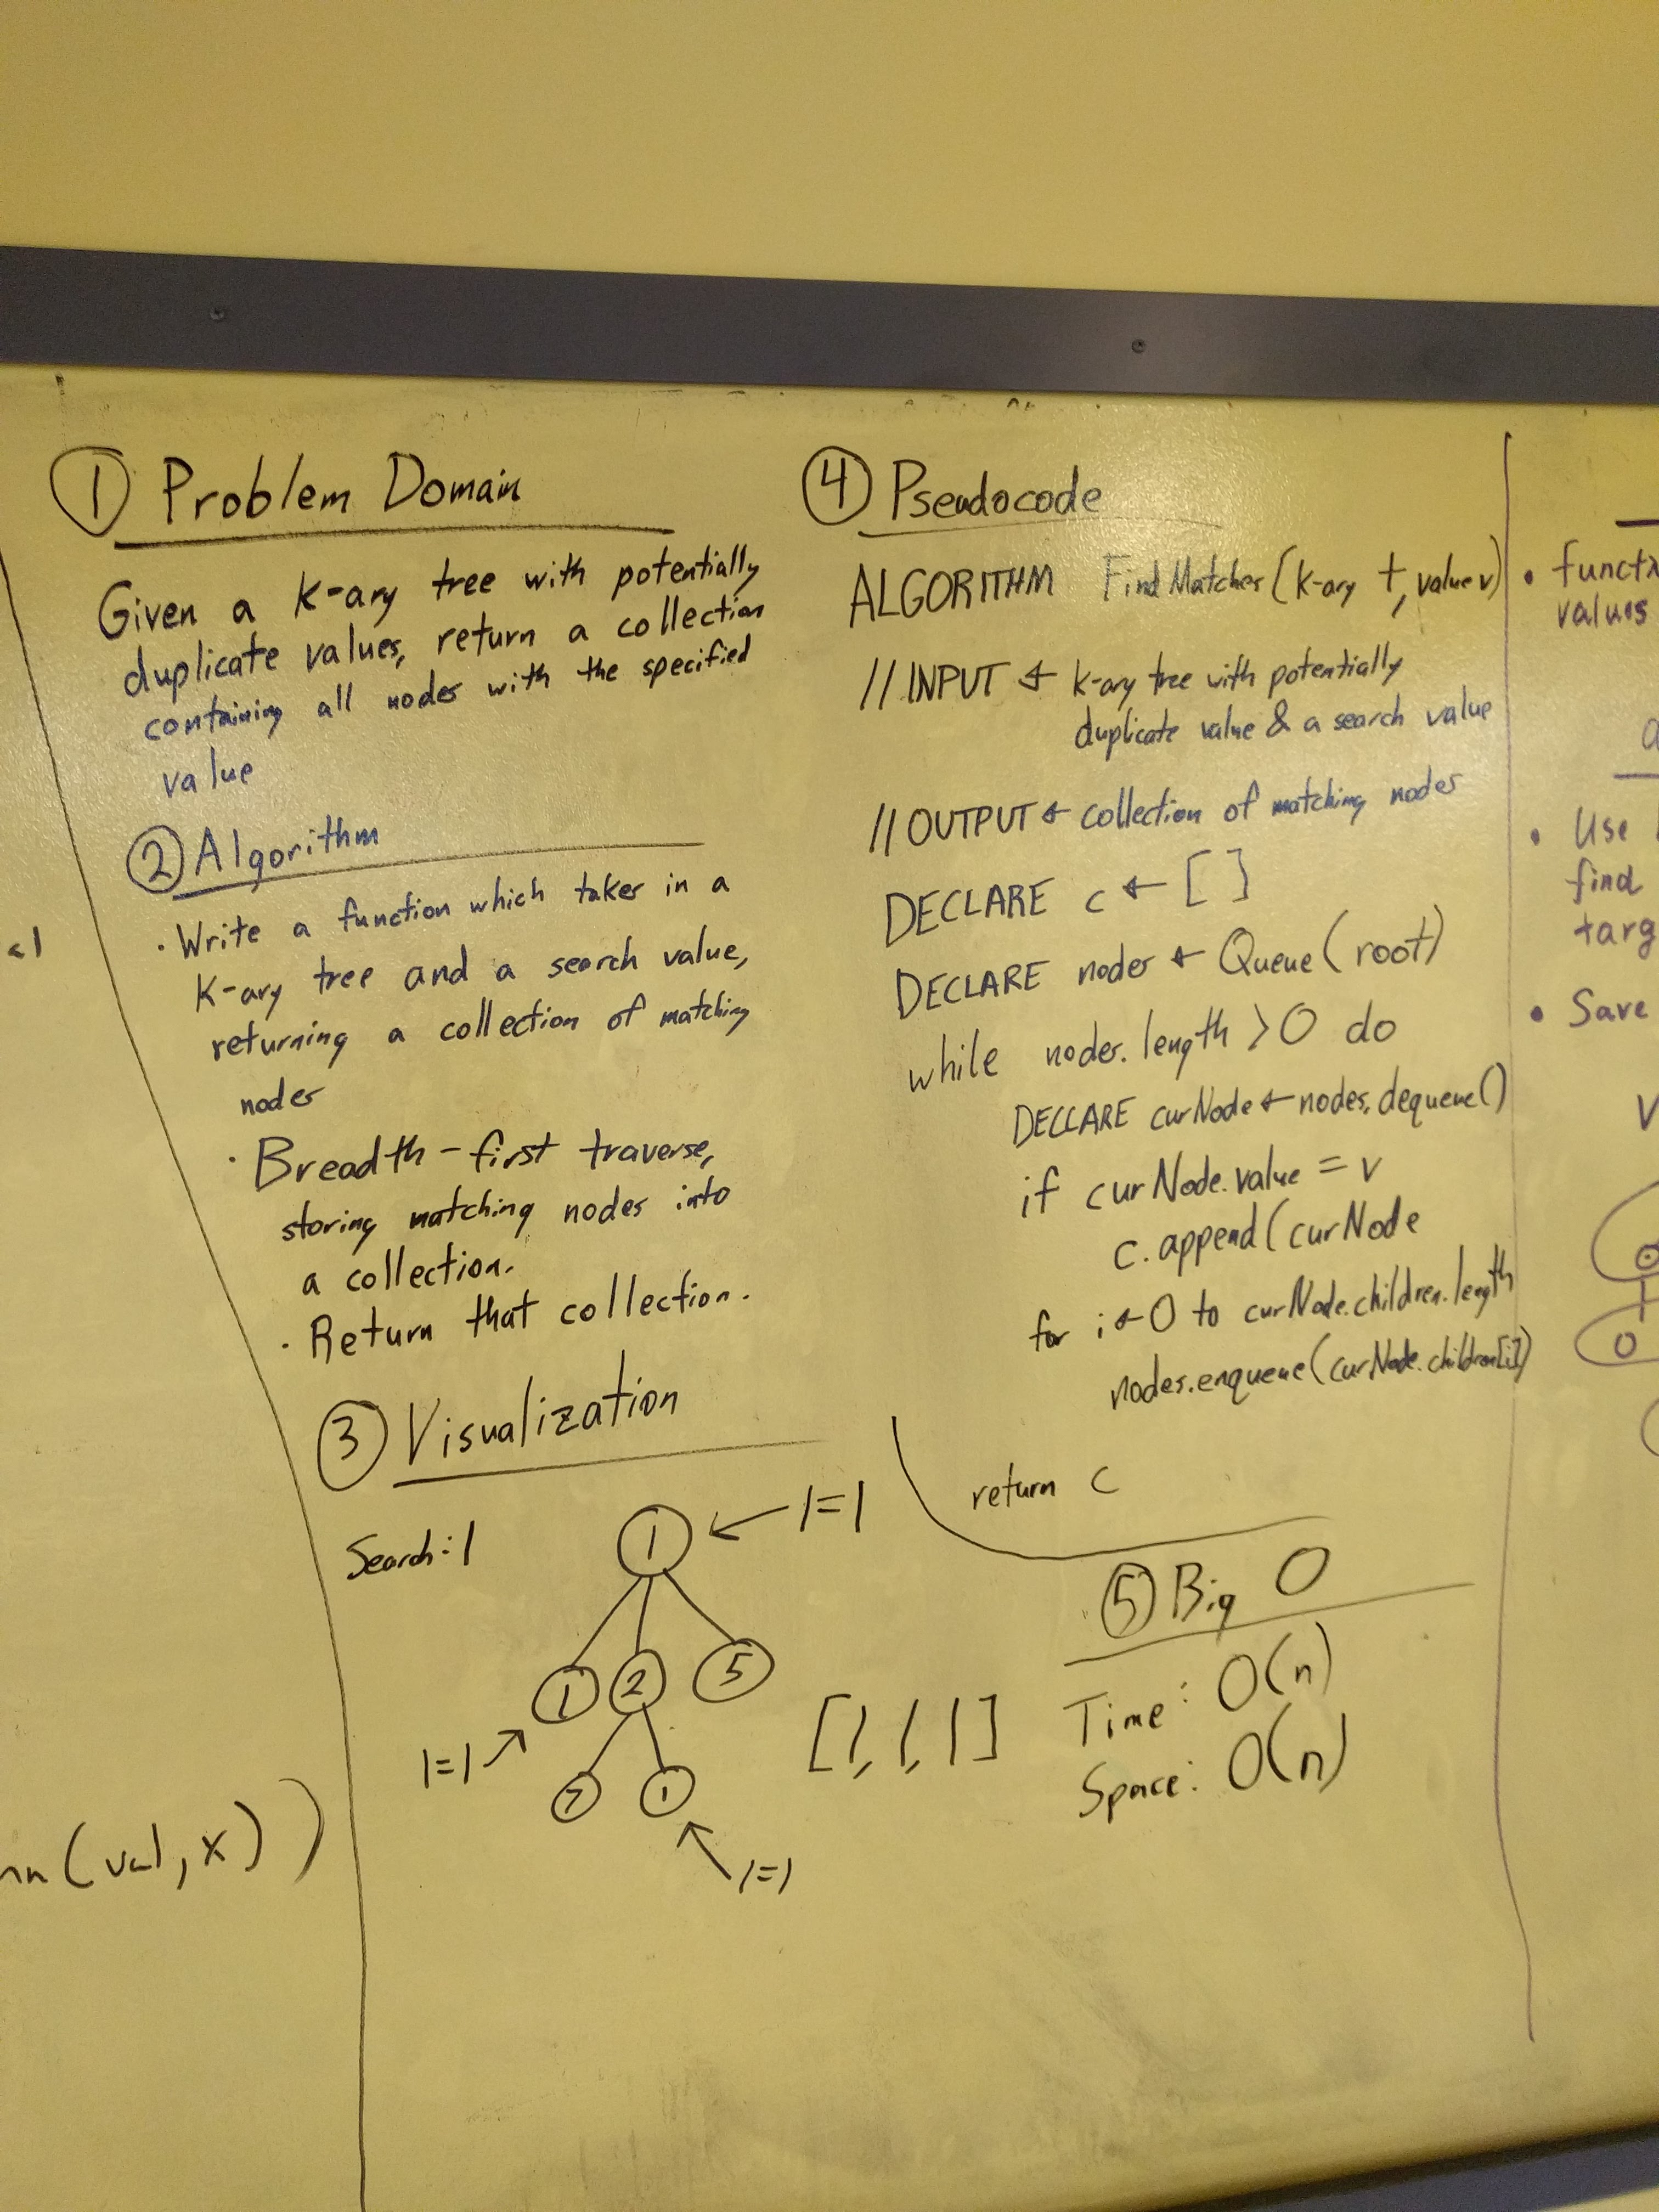 ① Problem Domain
Given a K-ary tree with potentially
duplicate values, return a collection
containing all nodes with the specified
value
② Algorithm
· Write a function which takes in a
K-ary tree and a search value,
returning a collection of matching
nodes
· Breadth-first traverse,
storing matching nodes into
a collection.
· Return that collection.
③ Visualization
Search: 1
1
1=1
1
2
5
1=1
7
1
1=1
[1, 1, 1]
④ Pseudocode
ALGORITHM FindMatches(k-ary t, value v)
// INPUT ← k-ary tree with potentially
duplicate value & a search value
// OUTPUT ← collection of matching nodes
DECLARE c ← [ ]
DECLARE nodes ← Queue(root)
while nodes.length > 0 do
DECLARE curNode ← nodes.dequeue()
if curNode.value = v
c.append(curNode
for i ← 0 to curNode.children.length
nodes.enqueue(curNode.children[i])
return c
⑤ Big O
Time: O(n)
Space: O(n)
<1
(val, x))
values
• Use
find
targ
• Save
V
0